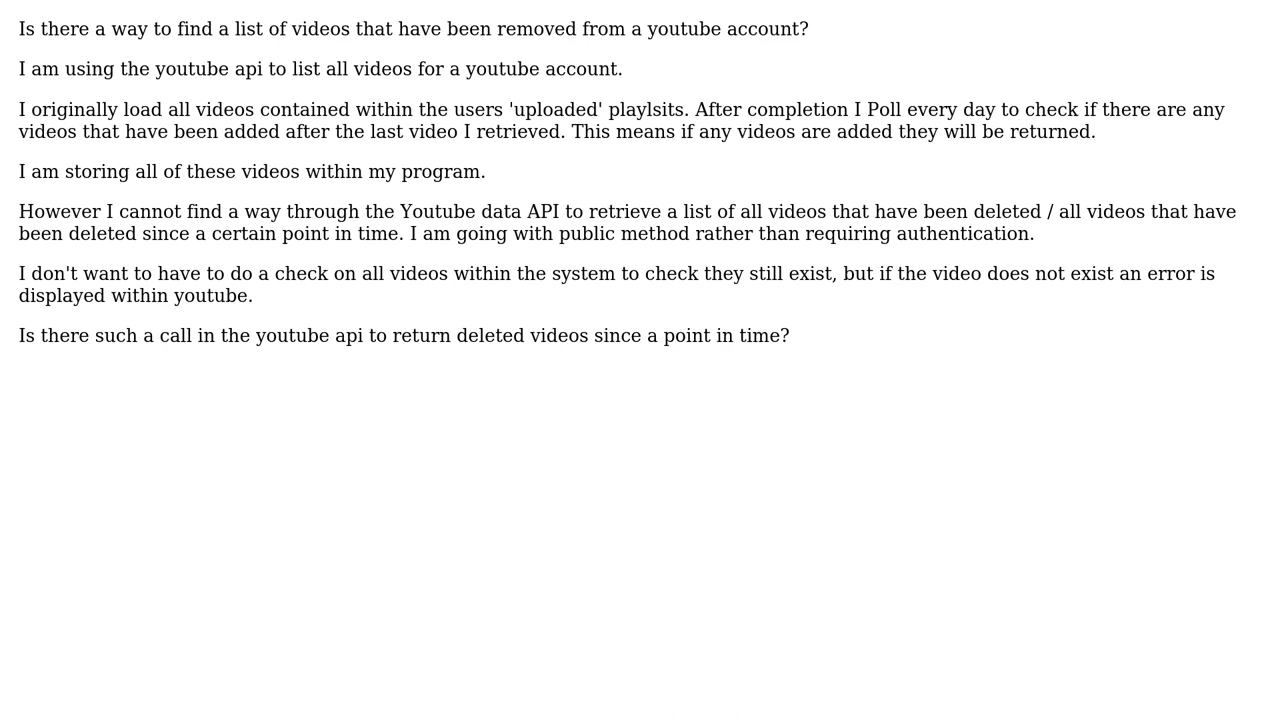 Is there a way to find a list of videos that have been removed from a youtube account?
I am using the youtube api to list all videos for a youtube account.
I originally load all videos contained within the users 'uploaded' playlsits. After completion I Poll every day to check if there are any
videos that have been added after the last video I retrieved. This means if any videos are added they will be returned.
I am storing all of these videos within my program.
However I cannot find a way through the Youtube data API to retrieve a list of all videos that have been deleted / all videos that have
been deleted since a certain point in time. I am going with public method rather than requiring authentication.
I don't want to have to do a check on all videos within the system to check they still exist, but if the video does not exist an error is
displayed within youtube.
Is there such a call in the youtube api to return deleted videos since a point in time?